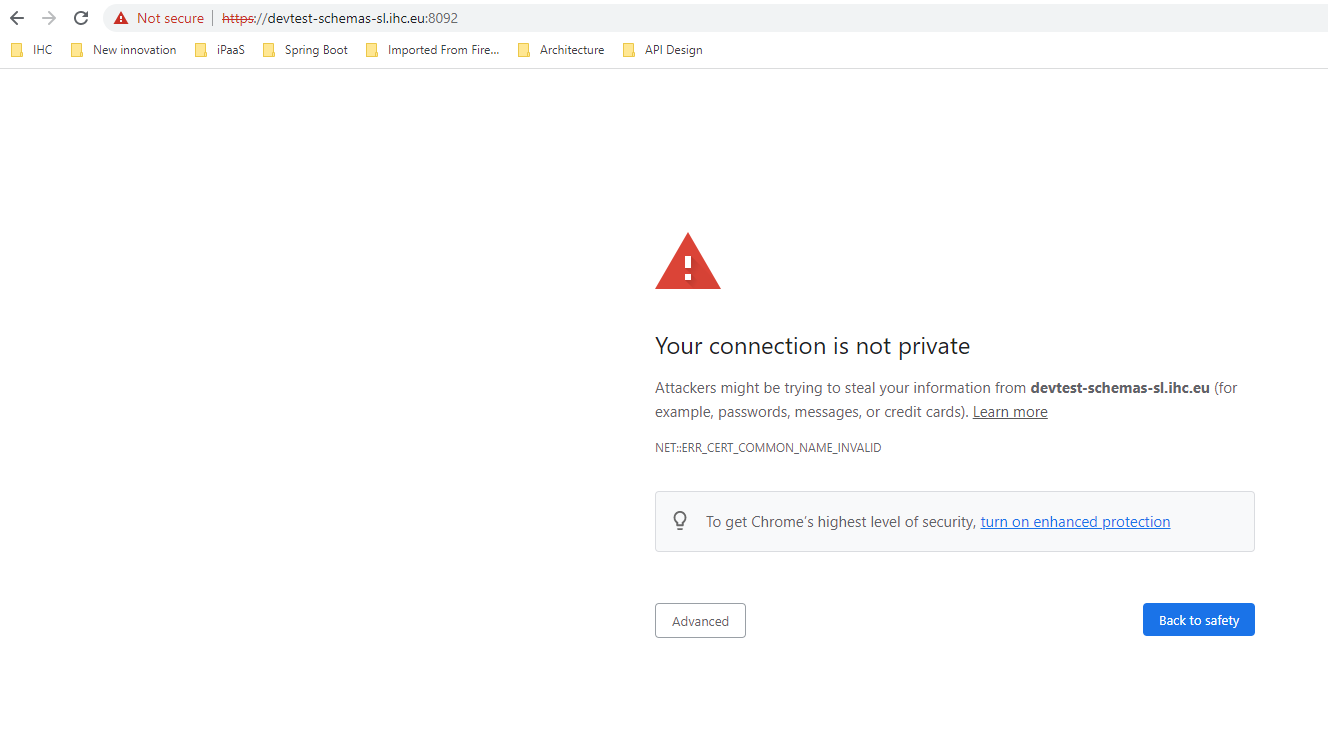 Not secure | https://devtest-schemas-sl.ihc.eu:8092
IHC New innovation iPaaS Spring Boot Imported From Fire... Architecture API Design
Your connection is not private
Attackers might be trying to steal your information from devtest-schemas-sl.ihc.eu (for
example, passwords, messages, or credit cards). Learn more
NET::ERR_CERT_COMMON_NAME_INVALID
To get Chrome's highest level of security, turn on enhanced protection
Advanced
Back to safety